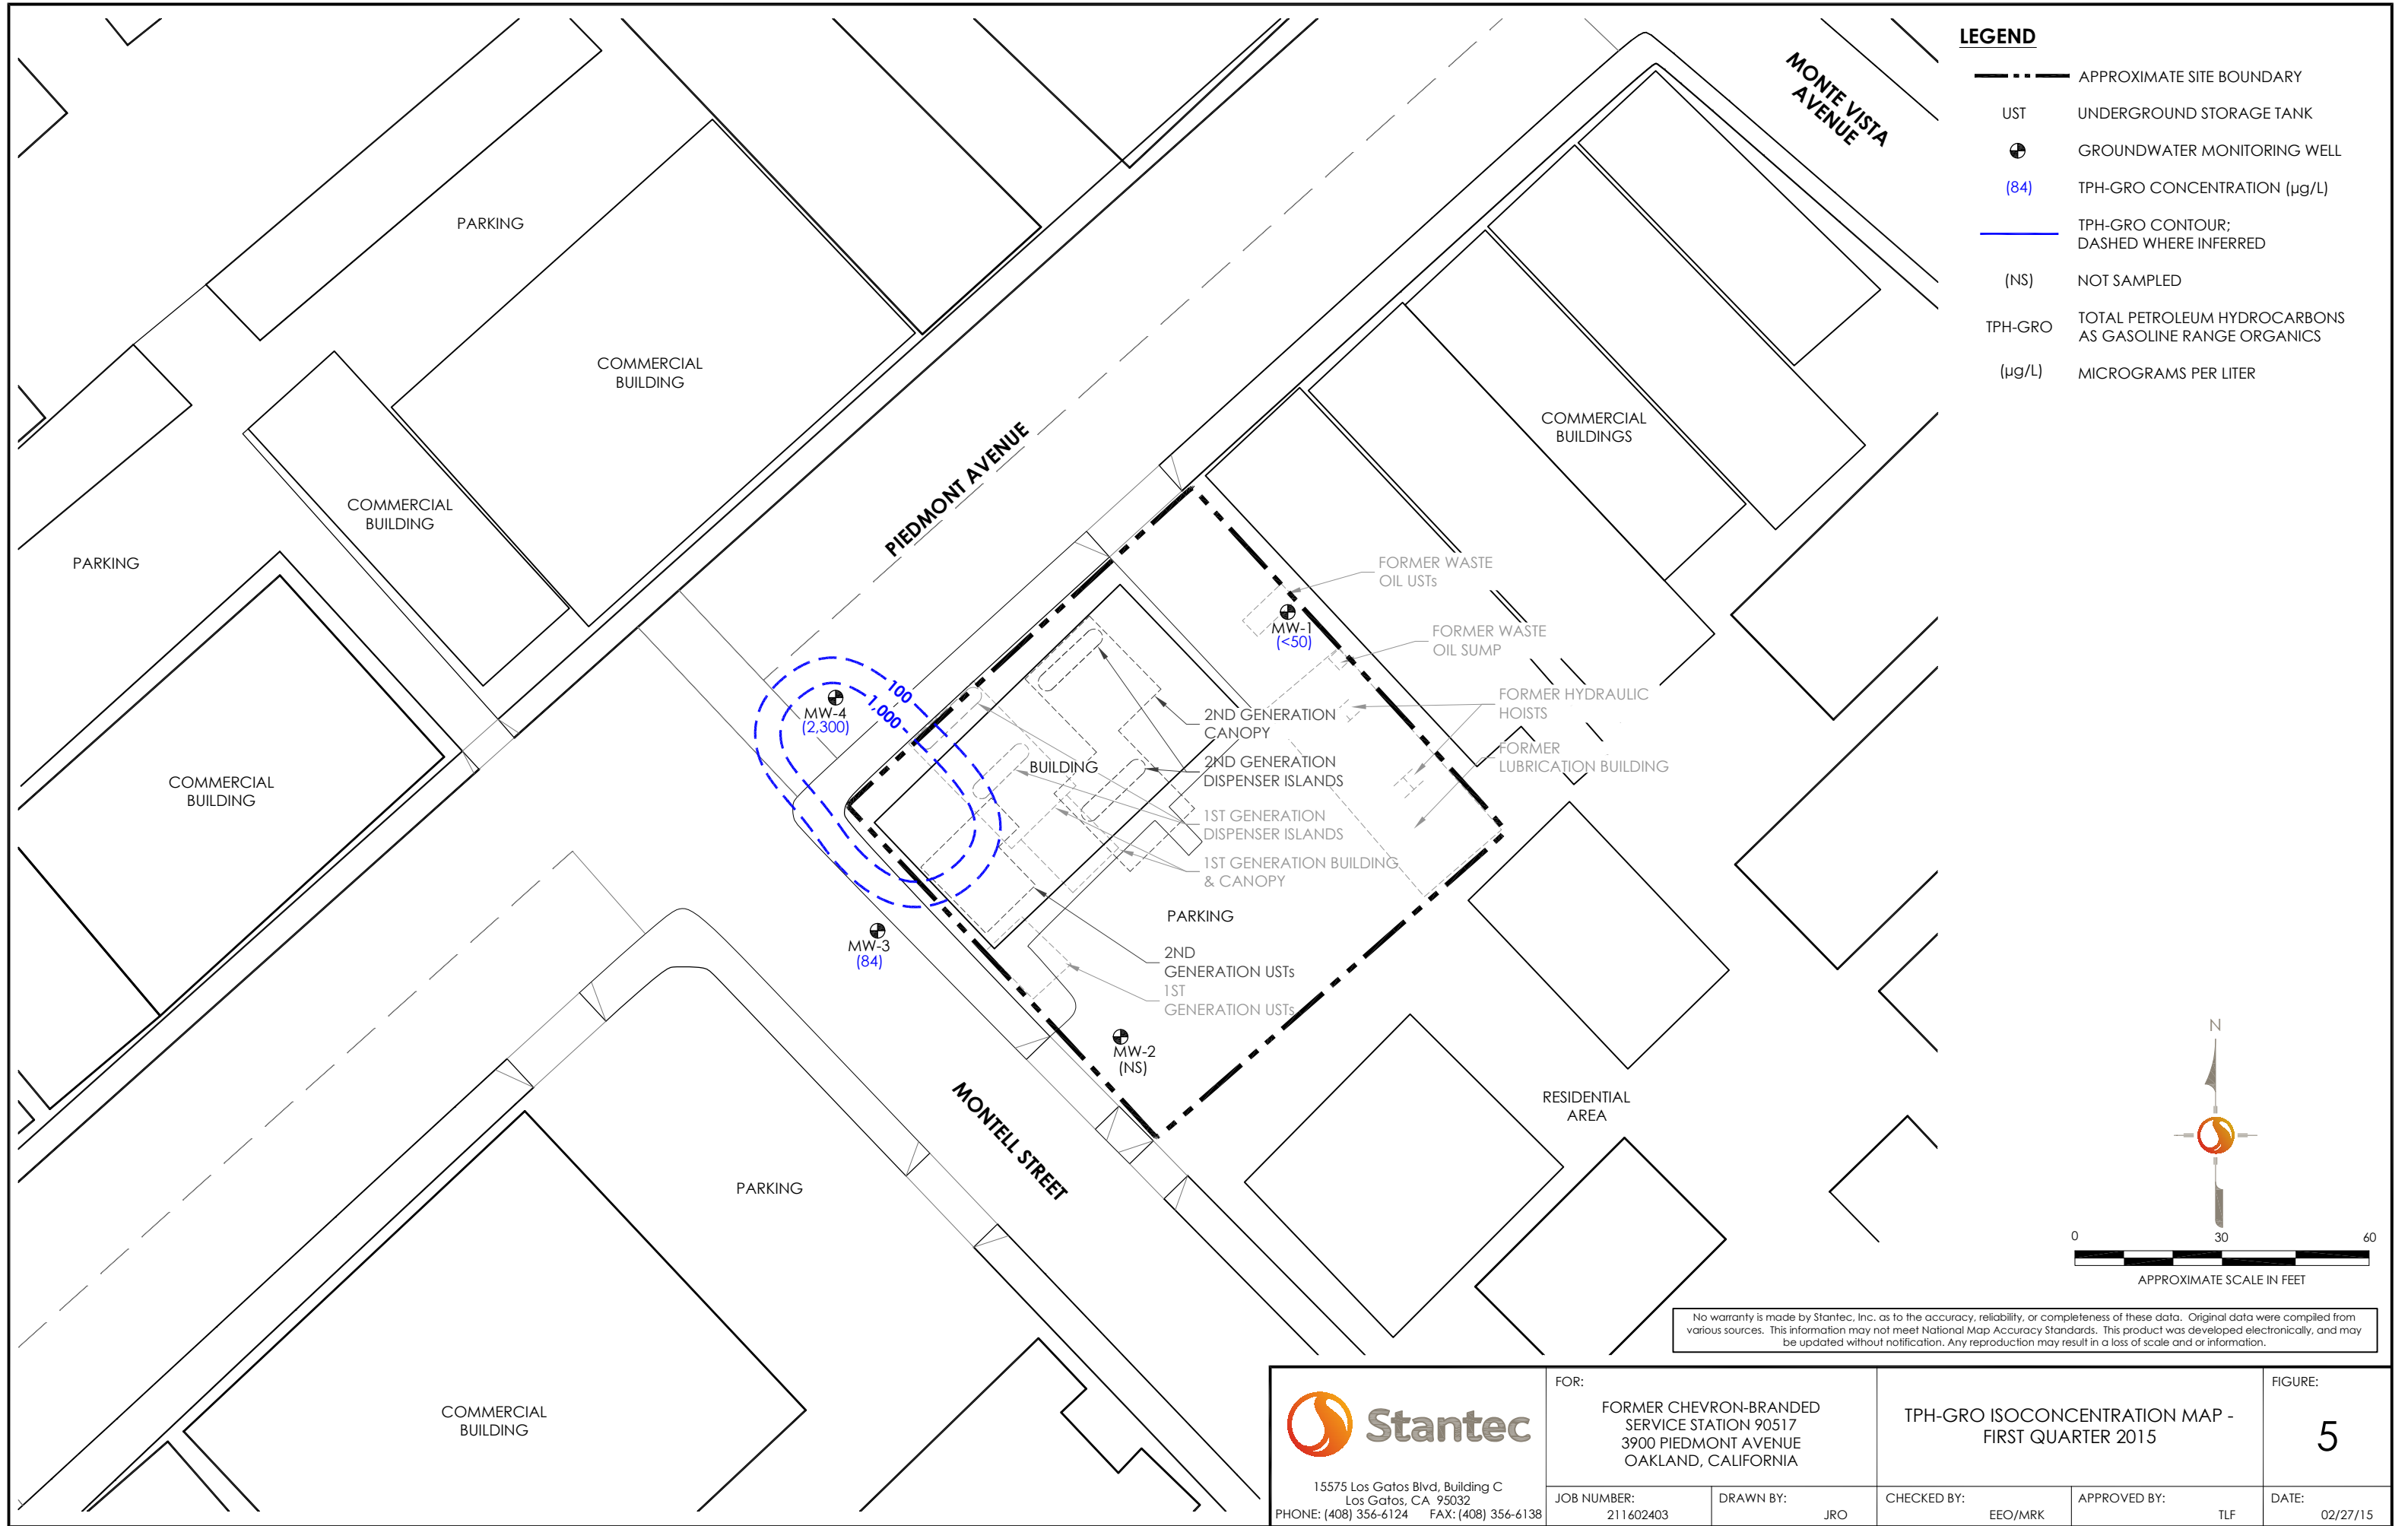 LEGEND
APPROXIMATE SITE BOUNDARY
UST UNDERGROUND STORAGE TANK
GROUNDWATER MONITORING WELL
(84) TPH-GRO CONCENTRATION (µg/L)
TPH-GRO CONTOUR;
DASHED WHERE INFERRED
(NS) NOT SAMPLED
TPH-GRO TOTAL PETROLEUM HYDROCARBONS
AS GASOLINE RANGE ORGANICS
(µg/L) MICROGRAMS PER LITER
MONTE VISTA
AVENUE
PARKING
COMMERCIAL
BUILDING
COMMERCIAL
BUILDINGS
PIEDMONT AVENUE
COMMERCIAL
BUILDING
PARKING
FORMER WASTE
OIL USTs
MW-1
(<50)
FORMER WASTE
OIL SUMP
FORMER HYDRAULIC
HOISTS
FORMER
LUBRICATION BUILDING
100
1,000
MW-4
(2,300)
2ND GENERATION
CANOPY
BUILDING
2ND GENERATION
DISPENSER ISLANDS
COMMERCIAL
BUILDING
1ST GENERATION
DISPENSER ISLANDS
1ST GENERATION BUILDING
& CANOPY
PARKING
MW-3
(84)
2ND
GENERATION USTs
1ST
GENERATION USTs
MW-2
(NS)
MONTELL STREET
RESIDENTIAL
AREA
PARKING
COMMERCIAL
BUILDING
N
0 30 60
APPROXIMATE SCALE IN FEET
No warranty is made by Stantec, Inc. as to the accuracy, reliability, or completeness of these data. Original data were compiled from
various sources. This information may not meet National Map Accuracy Standards. This product was developed electronically, and may
be updated without notification. Any reproduction may result in a loss of scale and or information.
Stantec
15575 Los Gatos Blvd, Building C
Los Gatos, CA 95032
PHONE: (408) 356-6124 FAX: (408) 356-6138
FOR:
FORMER CHEVRON-BRANDED
SERVICE STATION 90517
3900 PIEDMONT AVENUE
OAKLAND, CALIFORNIA
TPH-GRO ISOCONCENTRATION MAP -
FIRST QUARTER 2015
FIGURE:
5
JOB NUMBER:
211602403
DRAWN BY:
JRO
CHECKED BY:
EEO/MRK
APPROVED BY:
TLF
DATE:
02/27/15